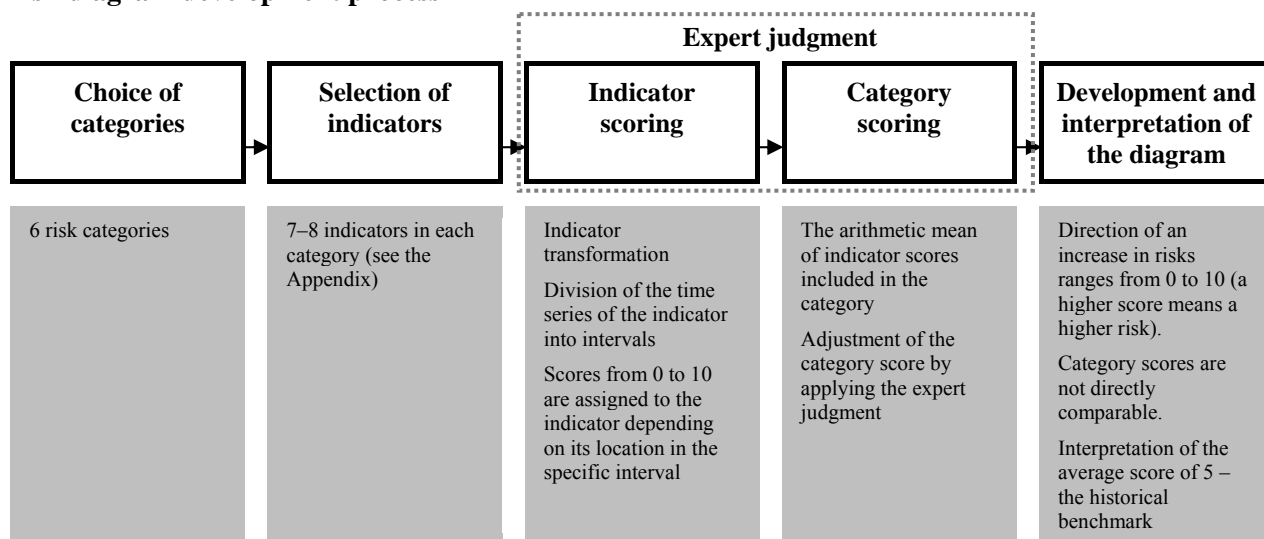 diagram development process
Expert judgment
Choice of
categories
Selection of
indicators
Indicator
scoring
Category
scoring
Development and
interpretation of
the diagram
6 risk categories
7–8 indicators in each
category (see the
Appendix)
Indicator
transformation
Division of the time
series of the indicator
into intervals
Scores from 0 to 10
are assigned to the
indicator depending
on its location in the
specific interval
The arithmetic mean
of indicator scores
included in the
category
Adjustment of the
category score by
applying the expert
judgment
Direction of an
increase in risks
ranges from 0 to 10 (a
higher score means a
higher risk).
Category scores are
not directly
comparable.
Interpretation of the
average score of 5 –
the historical
benchmark